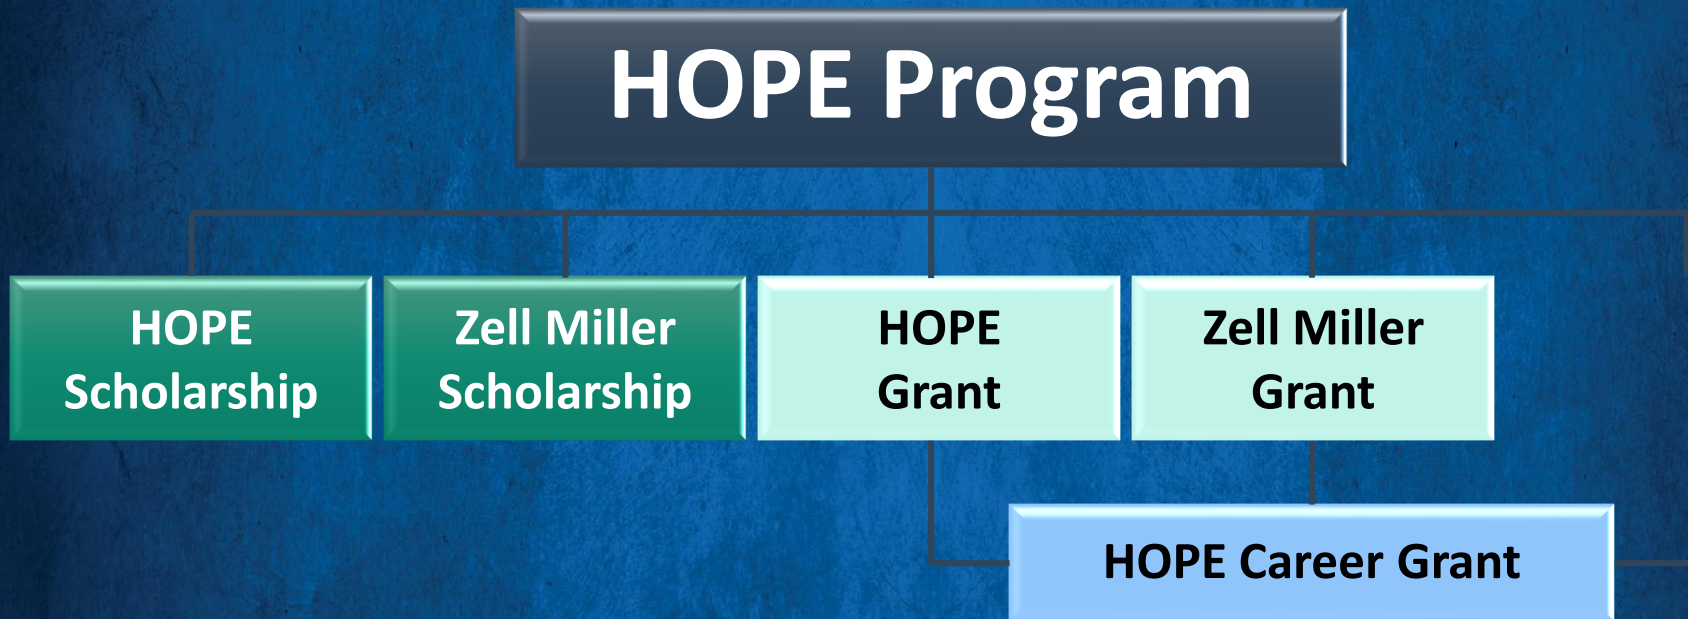 HOPE Program
HOPE
Scholarship
Zell Miller
Scholarship
HOPE
Grant
Zell Miller
Grant
HOPE Career Grant